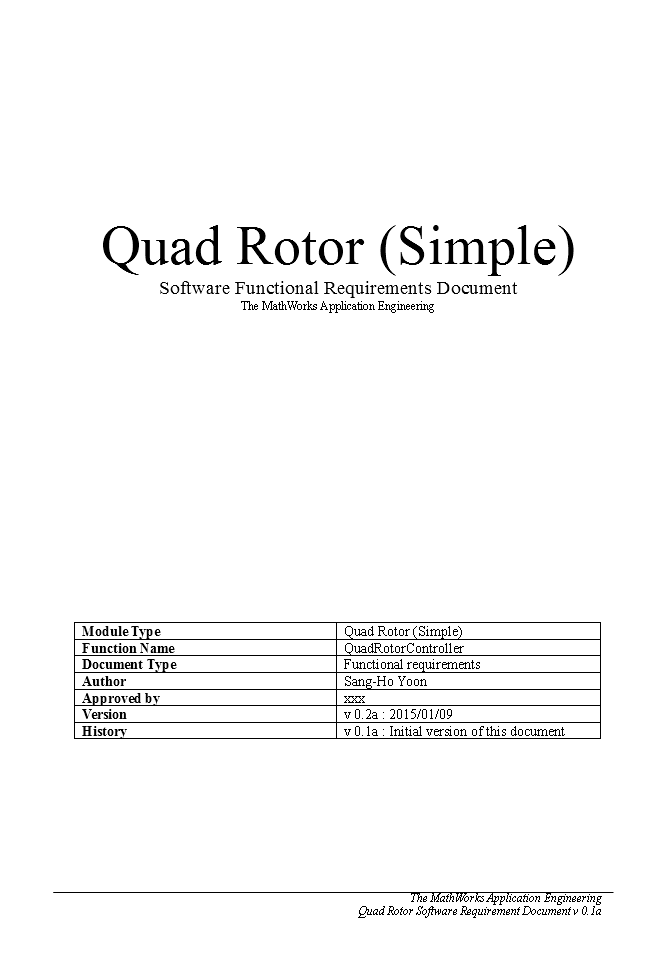 Quad Rotor (Simple)
Software Functional Requirements Document
The MathWorks Application Engineering
Module Type Quad Rotor (Simple)
Function Name QuadRotorController
Document Type Functional requirements
Author Sang-Ho Yoon
Approved by xxx
Version v 0.2a : 2015/01/09
History v 0.1a : Initial version of this document
The MathWorks Application Engineering
Quad Rotor Software Requirement Document v 0.1a